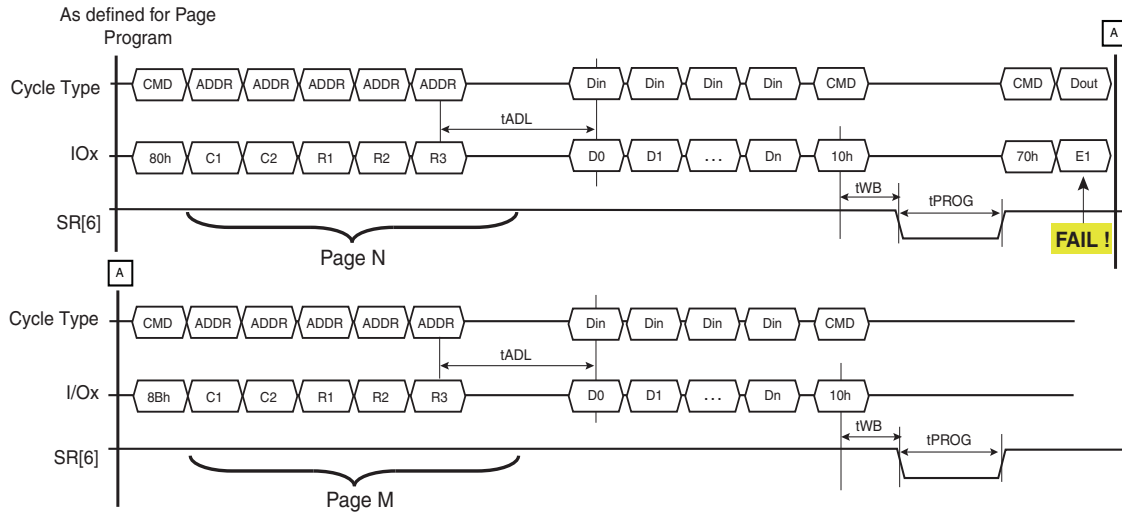 As defined for Page
Program
A
Cycle Type CMD ADDR ADDR ADDR ADDR ADDR Din Din Din Din CMD CMD Dout
tADL
IOx 80h C1 C2 R1 R2 R3 D0 D1 ... Dn 10h 70h E1
tWB tPROG
SR[6]
Page N
FAIL !
A
Cycle Type CMD ADDR ADDR ADDR ADDR ADDR Din Din Din Din CMD
tADL
I/Ox 8Bh C1 C2 R1 R2 R3 D0 D1 ... Dn 10h
tWB tPROG
SR[6]
Page M